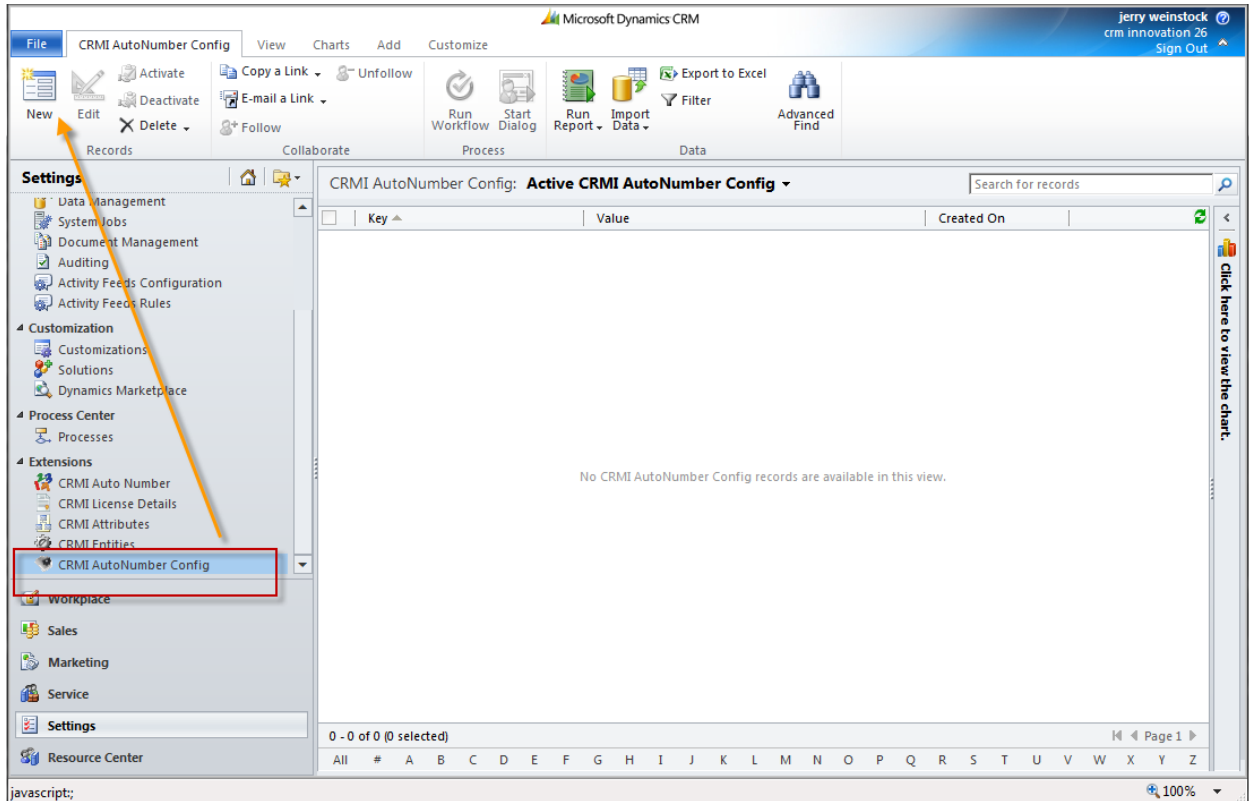 Microsoft Dynamics CRM
jerry weinstock
crm innovation 26
Sign Out
File
CRMI AutoNumber Config
View
Charts
Add
Customize
New
Edit
Activate
Deactivate
Delete
Records
Copy a Link
E-mail a Link
Follow
Unfollow
Collaborate
Run Workflow
Start Dialog
Process
Run Report
Import Data
Export to Excel
Filter
Advanced Find
Data
Settings
Data Management
System Jobs
Document Management
Auditing
Activity Feeds Configuration
Activity Feeds Rules
Customization
Customizations
Solutions
Dynamics Marketplace
Process Center
Processes
Extensions
CRMI Auto Number
CRMI License Details
CRMI Attributes
CRMI Entities
CRMI AutoNumber Config
Workplace
Sales
Marketing
Service
Settings
Resource Center
CRMI AutoNumber Config: Active CRMI AutoNumber Config
Search for records
Key
Value
Created On
No CRMI AutoNumber Config records are available in this view.
Click here to view the chart.
0 - 0 of 0 (0 selected)
Page 1
All # A B C D E F G H I J K L M N O P Q R S T U V W X Y Z
javascript:;
100%